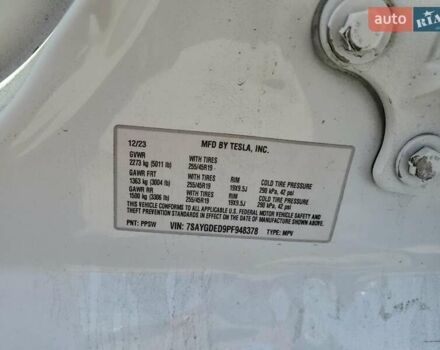 auto RIA
12/23 MFD BY TESLA, INC.
GVWR WITH TIRES
2273 kg (5011 lb) 255/45R19
GAWR FRT WITH TIRES RIM COLD TIRE PRESSURE
1363 kg (3004 lb) 255/45R19 19X9.5J 290 kPa, 42 psi
GAWR RR WITH TIRES RIM COLD TIRE PRESSURE
1500 kg (3306 lb) 255/45R19 19X9.5J 290 kPa, 42 psi
THIS VEHICLE CONFORMS TO ALL APPLICABLE U.S. FEDERAL MOTOR VEHICLE SAFETY AND
THEFT PREVENTION STANDARDS IN EFFECT ON THE DATE OF MANUFACTURE SHOWN ABOVE.
PNT: PPSW VIN: 7SAYGDED9PF948378 TYPE: MPV